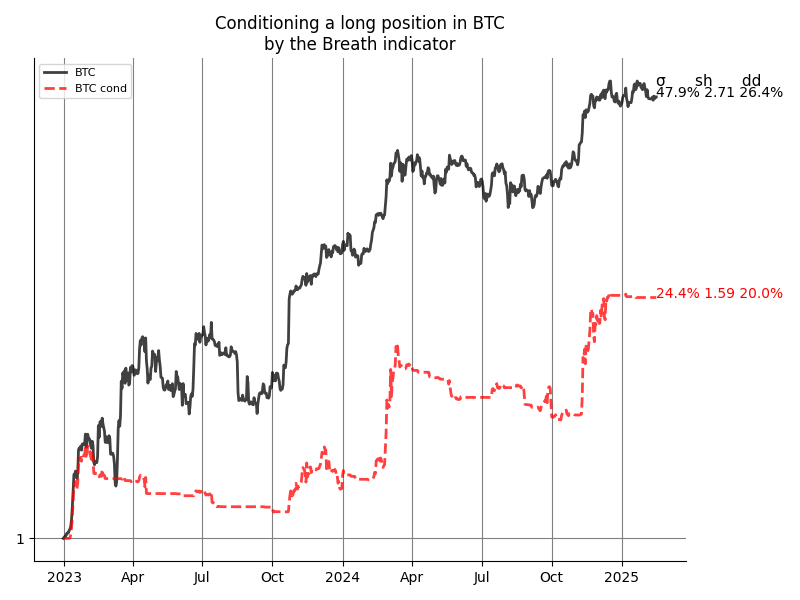 Conditioning a long position in BTC
by the Breath indicator
BTC
BTC cond
σ sh dd
47.9% 2.71 26.4%
24.4% 1.59 20.0%
1
2023 Apr Jul Oct 2024 Apr Jul Oct 2025